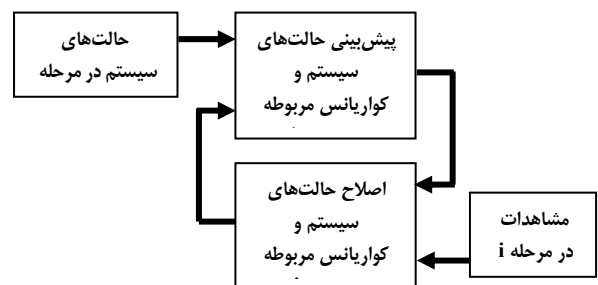 حالت‌های
سیستم در مرحله
پیش‌بینی حالت‌های
سیستم و
کواریانس مربوطه
اصلاح حالت‌های
سیستم و
کواریانس مربوطه
مشاهدات
در مرحله i